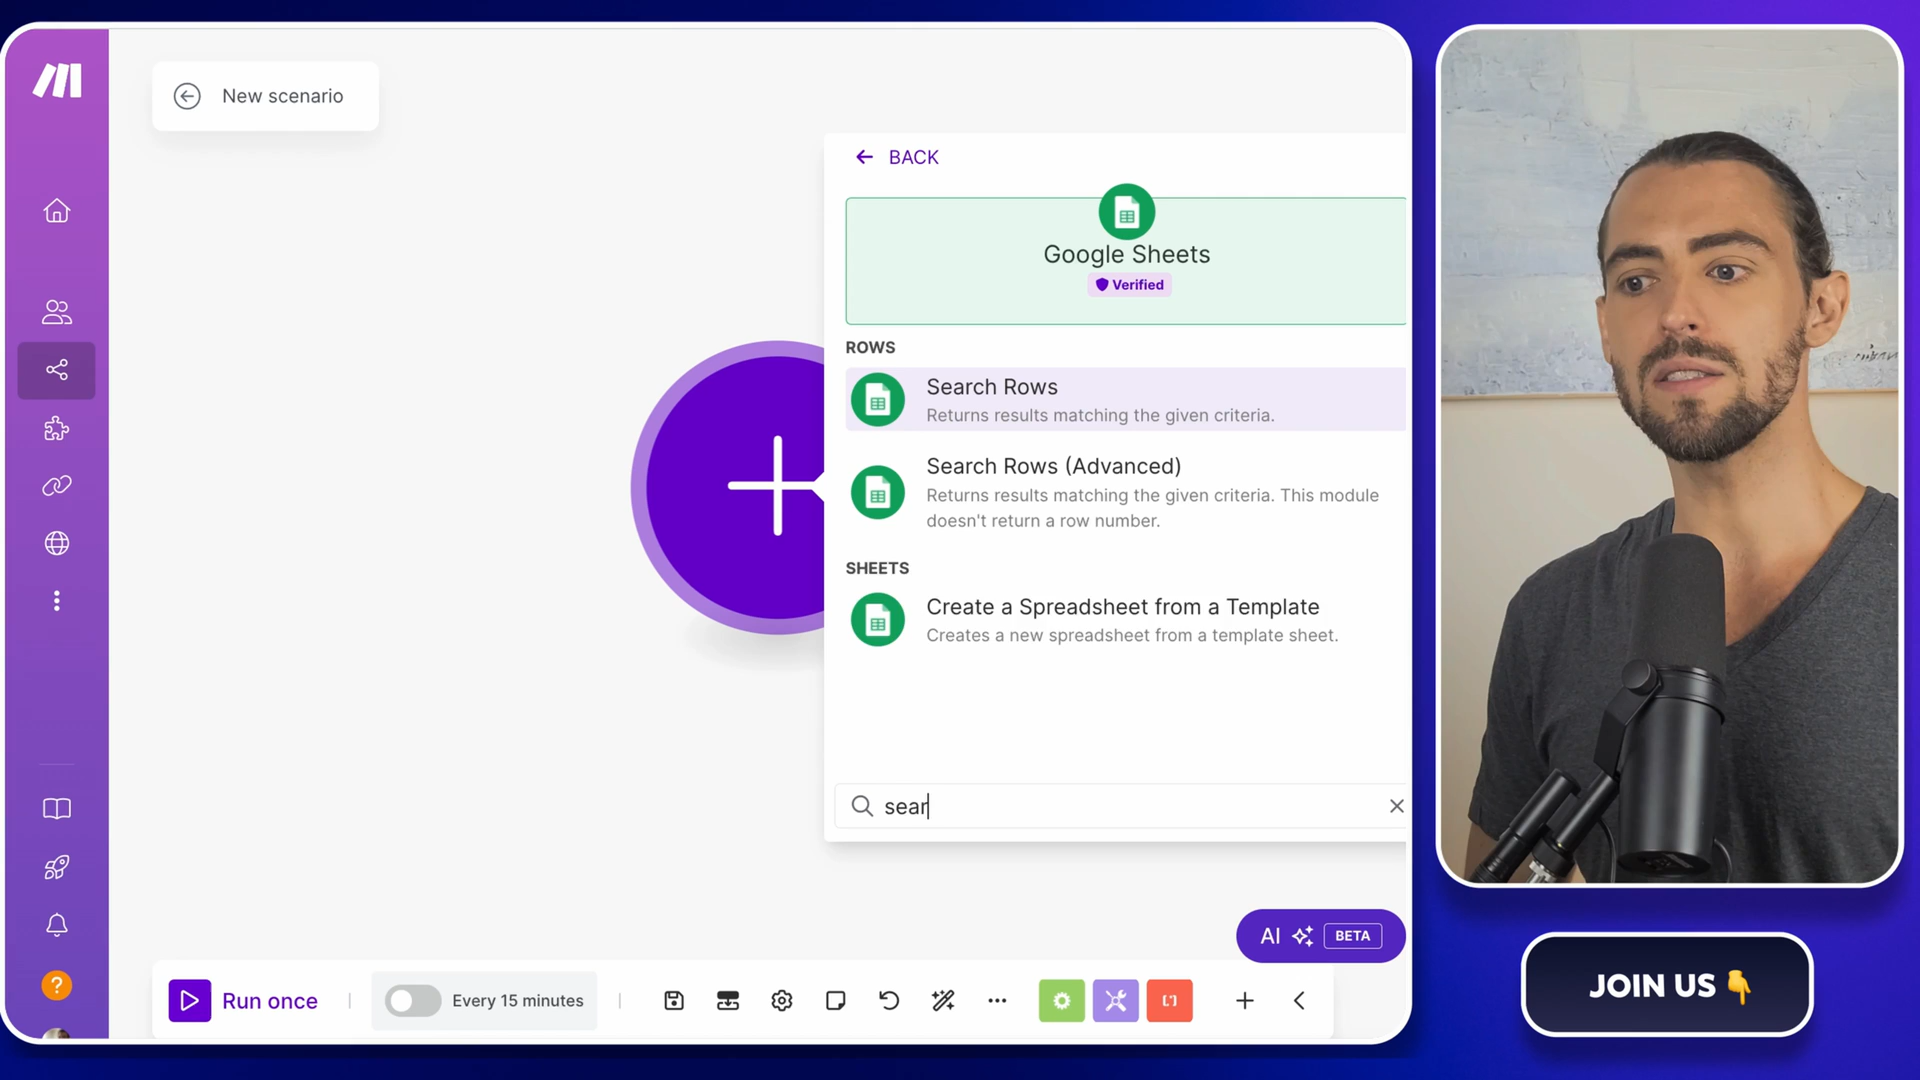 New scenario
BACK
Google Sheets
Verified
ROWS
Search Rows
Returns results matching the given criteria.
Search Rows (Advanced)
Returns results matching the given criteria. This module
doesn't return a row number.
SHEETS
Create a Spreadsheet from a Template
Creates a new spreadsheet from a template sheet.
sear
AI BETA
Run once
Every 15 minutes
JOIN US